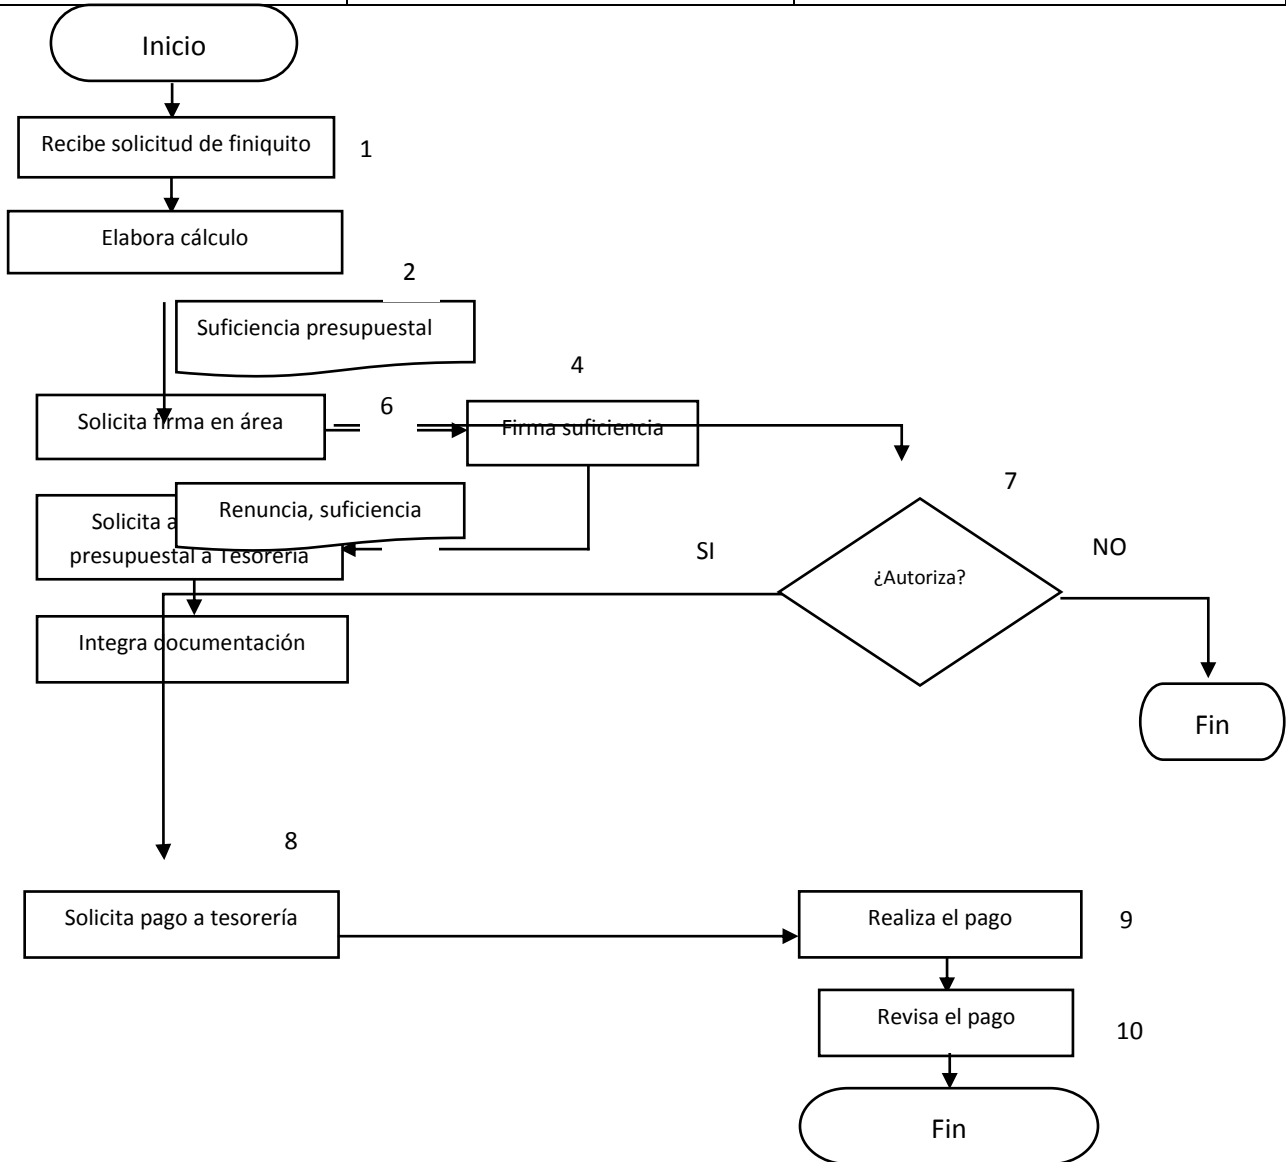 Inicio
Recibe solicitud de finiquito
1
Elabora cálculo
2
Suficiencia presupuestal
4
Solicita firma en área
6
Firma suficiencia
7
Renuncia, suficiencia
Solicita a
presupuestal a Tesorería
SI
NO
¿Autoriza?
Integra documentación
Fin
8
Solicita pago a tesorería
Realiza el pago
9
Revisa el pago
10
Fin